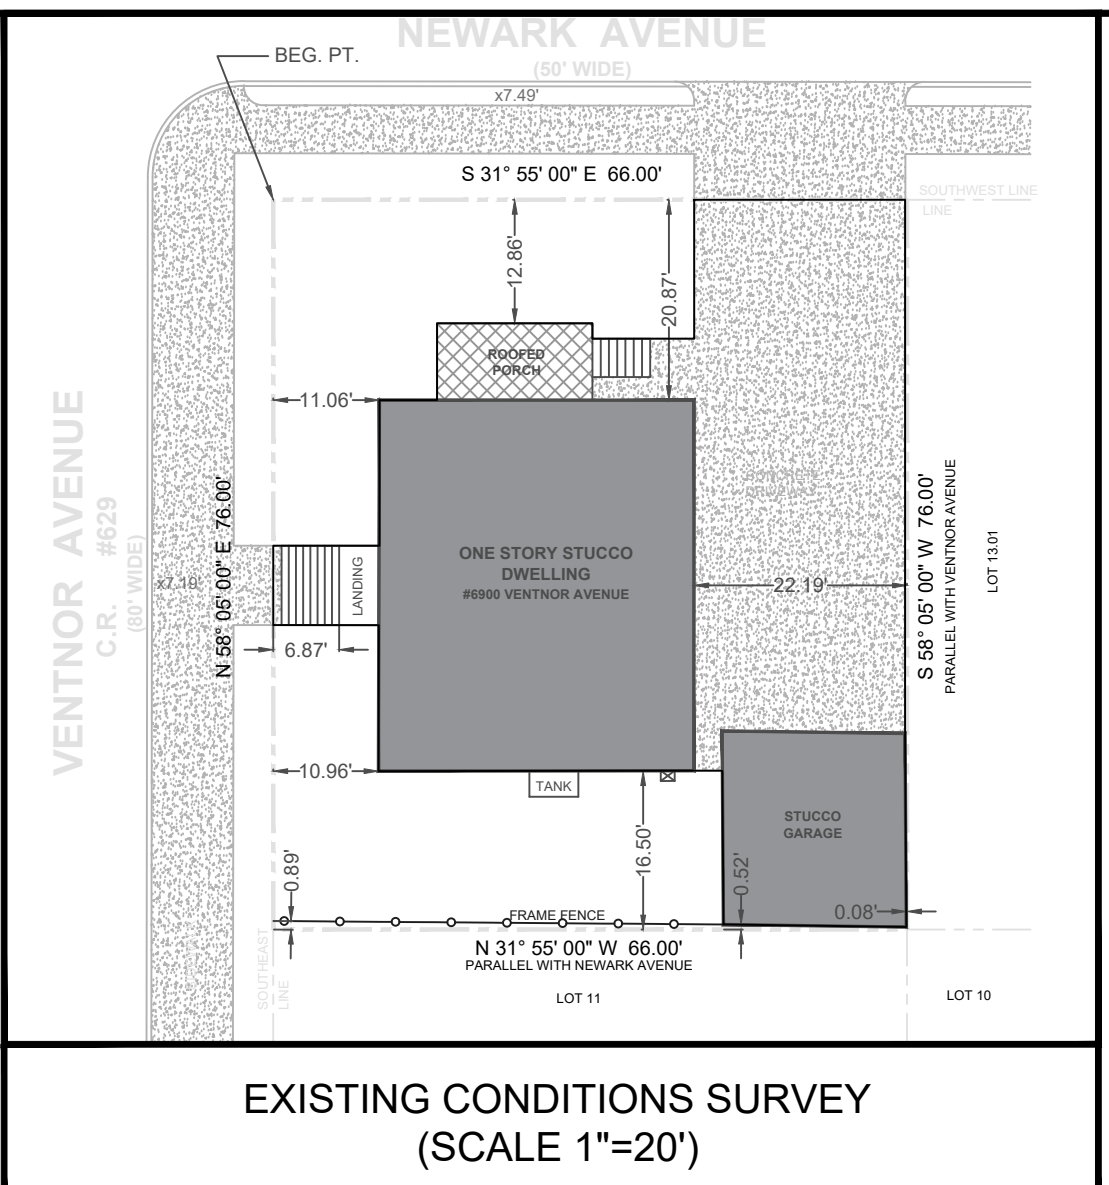 NEWARK AVENUE
(50' WIDE)
BEG. PT.
x7.49'
S 31° 55' 00" E 66.00'
SOUTHWEST LINE
LINE
12.86'
20.87'
ROOFED
PORCH
11.06'
VENTNOR AVENUE
C.R. #629
(80' WIDE)
x7.19'
N 58° 05' 00" E 76.00'
LANDING
6.87'
ONE STORY STUCCO
DWELLING
#6900 VENTNOR AVENUE
CONCRETE
DRIVEWAY
22.19'
S 58° 05' 00" W 76.00'
PARALLEL WITH VENTNOR AVENUE
LOT 113.01
10.96'
TANK
16.50'
STUCCO
GARAGE
0.89'
0.52'
0.08'
FRAME FENCE
N 31° 55' 00" W 66.00'
PARALLEL WITH NEWARK AVENUE
SOUTHEAST
LINE
LOT 11
LOT 10
EXISTING CONDITIONS SURVEY
(SCALE 1"=20')